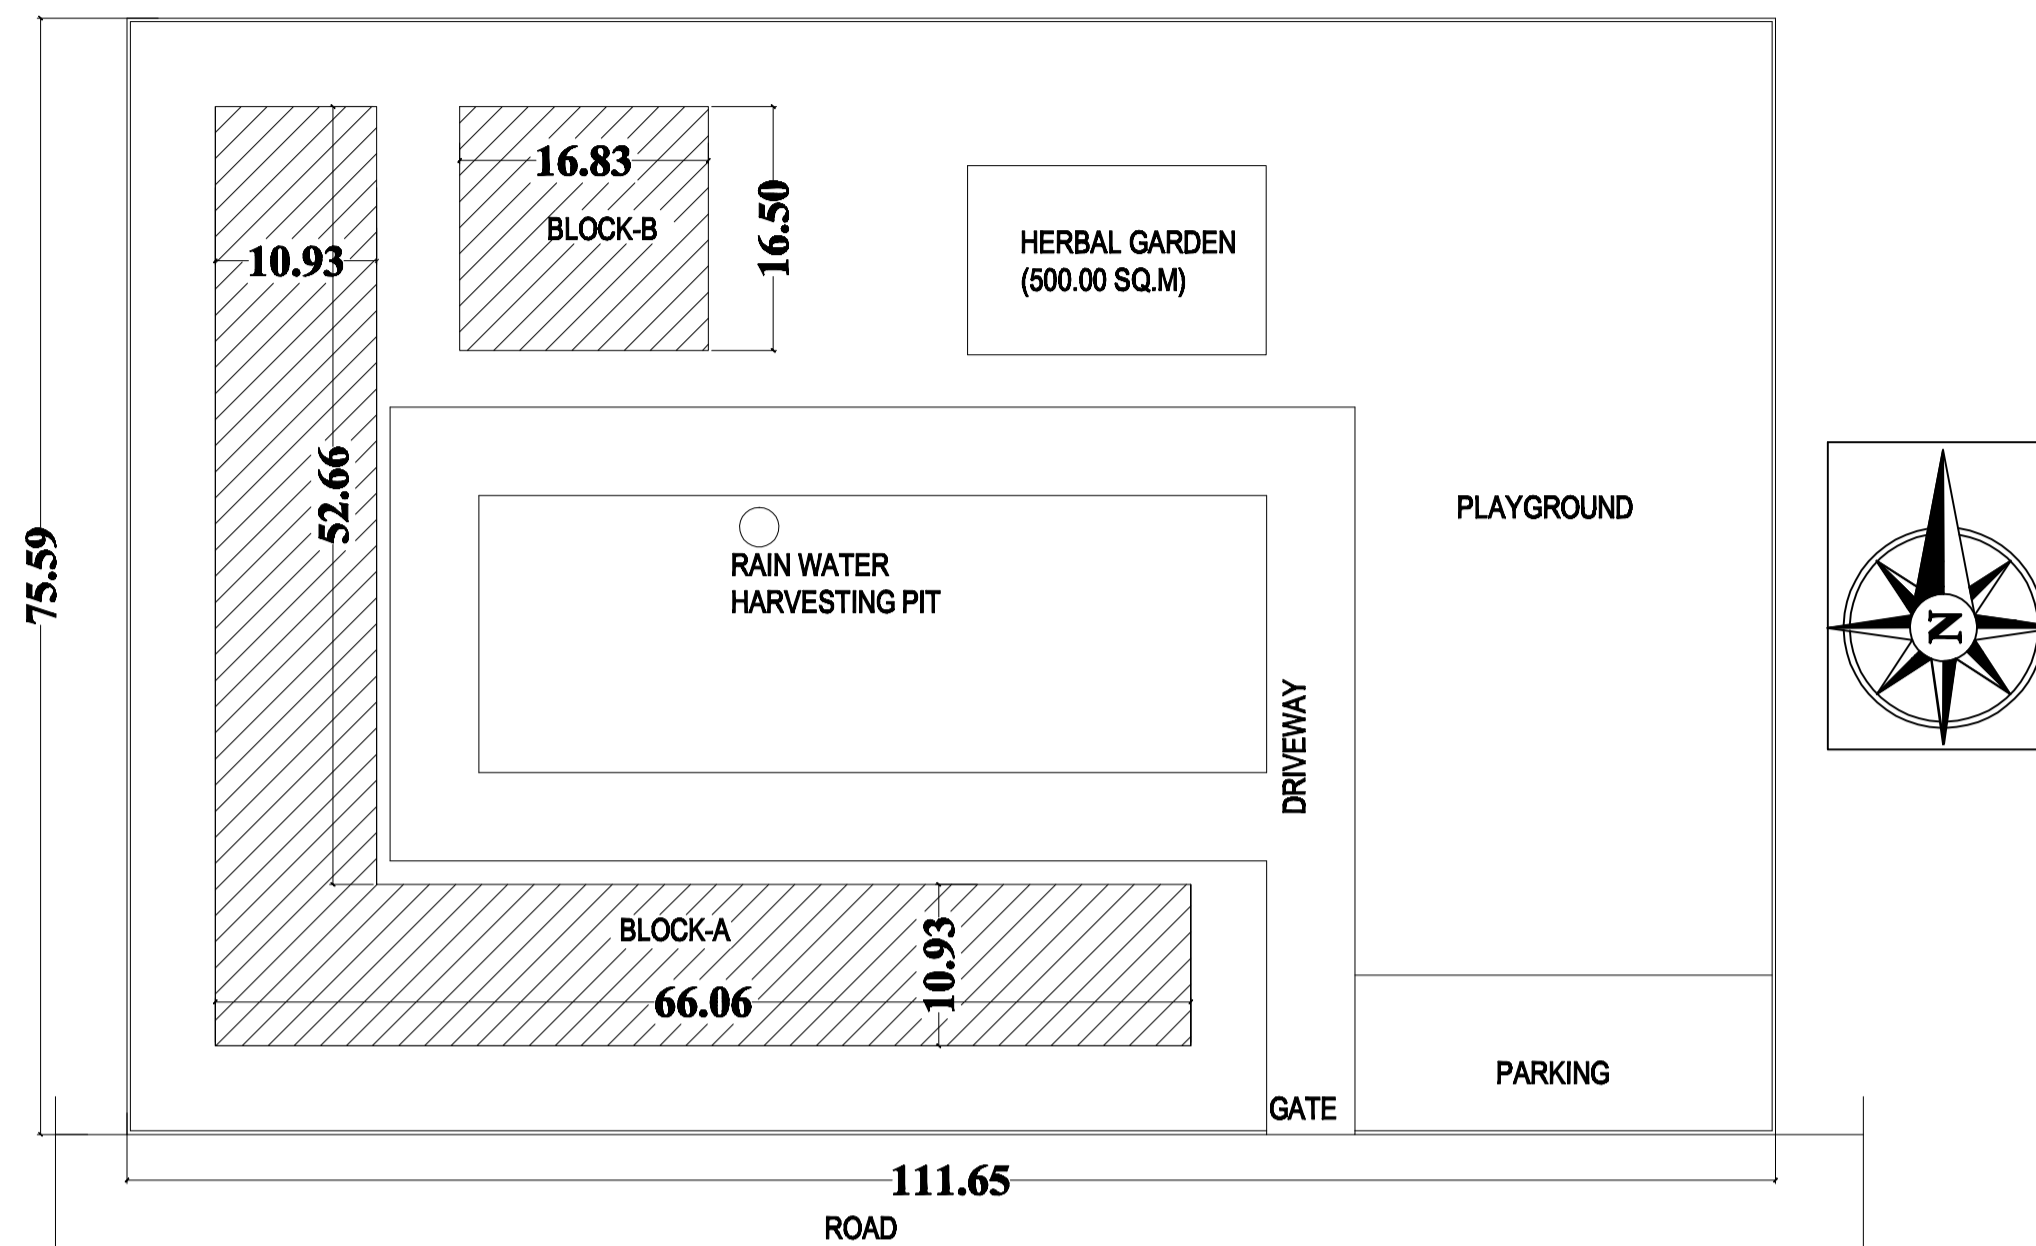 16.83
BLOCK-B
16.50
10.93
HERBAL GARDEN
(500.00 SQ.M)
52.66
75.59
PLAYGROUND
RAIN WATER
HARVESTING PIT
N
DRIVEWAY
BLOCK-A
10.93
66.06
PARKING
GATE
111.65
ROAD